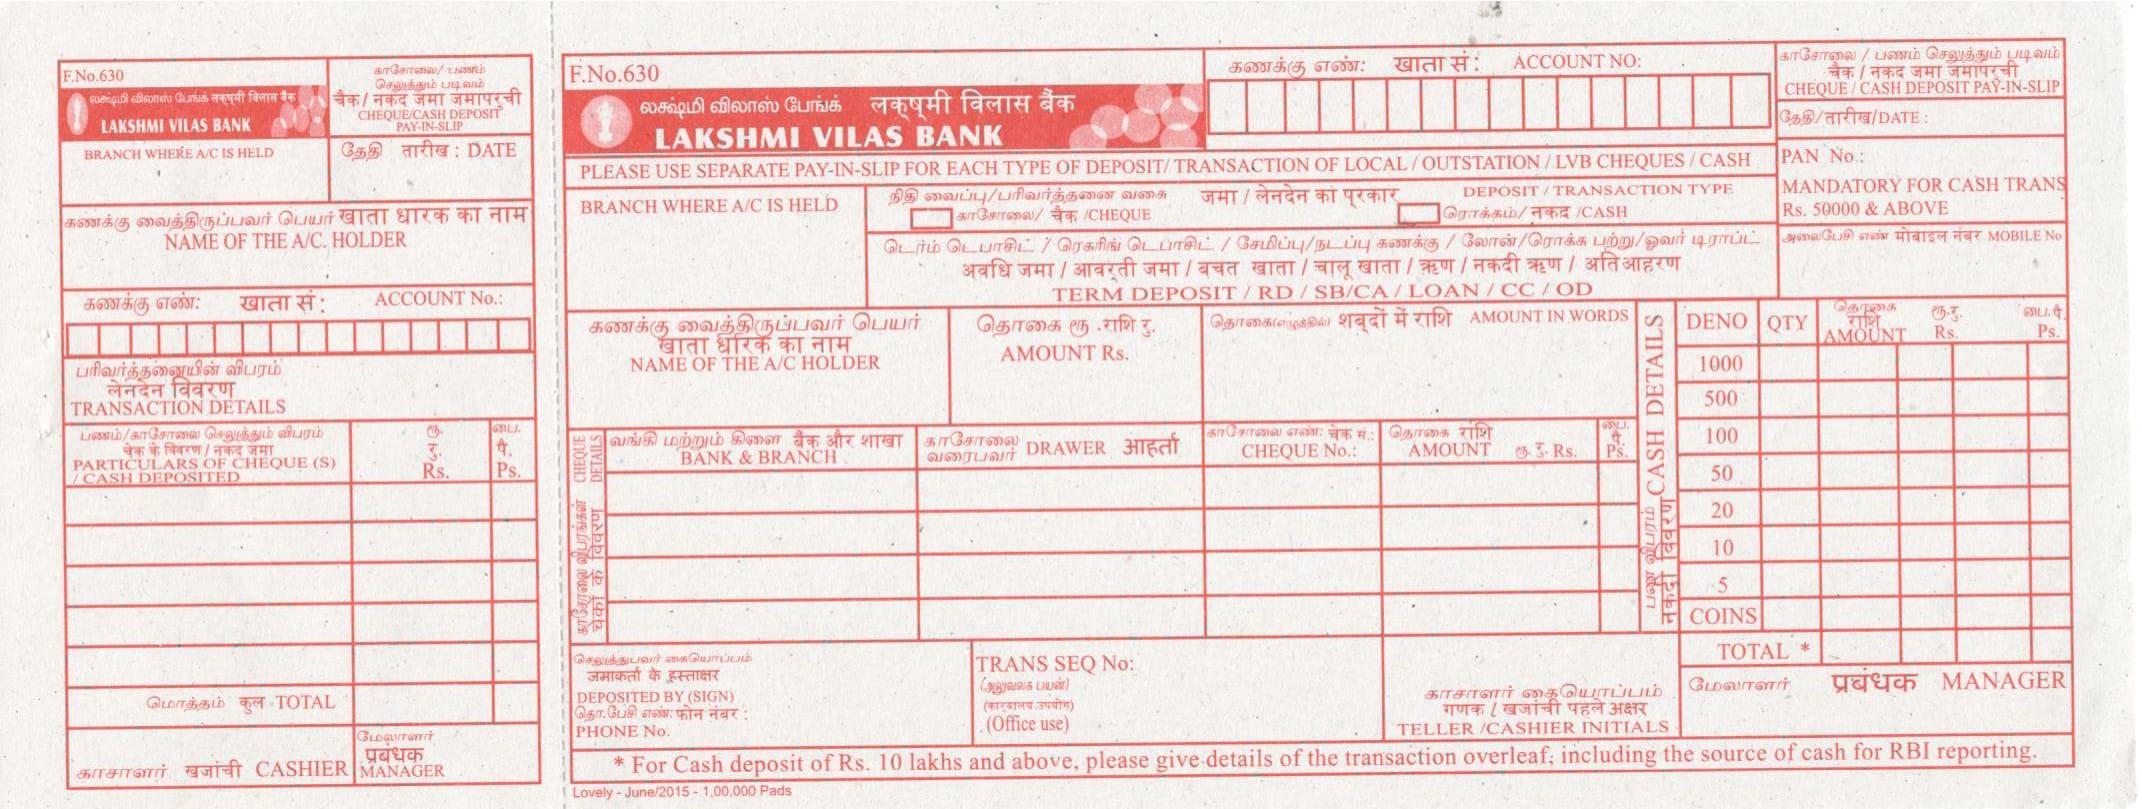 F.No.630
லக்ஷ்மி விலாஸ் பேங்க் लक्ष्मी विलास बैंक
LAKSHMI VILAS BANK
காசோலை/ பணம்
செலுத்தும் படிவம்
चैक/ नकद जमा जमापर्ची
CHEQUE/CASH DEPOSIT
PAY-IN-SLIP
BRANCH WHERE A/C IS HELD
தேதி तारीख : DATE
கணக்கு வைத்திருப்பவர் பெயர் खाता धारक का नाम
NAME OF THE A/C. HOLDER
கணக்கு எண்: खाता सं : ACCOUNT No.:
பரிவர்த்தனையின் விபரம்
लेनदेन विवरण
TRANSACTION DETAILS
பணம்/காசோலை செலுத்தும் விபரம்
चेक के विवरण / नकद जमा
PARTICULARS OF CHEQUE (S)
/ CASH DEPOSITED
ரூ.
रु.
Rs.
பை.
पै.
Ps.
மொத்தம் कुल TOTAL
காசாளர் खजांची CASHIER
மேலாளர்
प्रबंधक
MANAGER
F.No.630
லக்ஷ்மி விலாஸ் பேங்க் लक्ष्मी विलास बैंक
LAKSHMI VILAS BANK
கணக்கு எண்: खाता सं : ACCOUNT NO:
காசோலை / பணம் செலுத்தும் படிவம்
चैक / नकद जमा जमापर्ची
CHEQUE / CASH DEPOSIT PAY-IN-SLIP
தேதி/तारीख/DATE :
PLEASE USE SEPARATE PAY-IN-SLIP FOR EACH TYPE OF DEPOSIT/ TRANSACTION OF LOCAL / OUTSTATION / LVB CHEQUES / CASH
PAN No.:
MANDATORY FOR CASH TRANS
Rs. 50000 & ABOVE
BRANCH WHERE A/C IS HELD
நிதி வைப்பு/பரிவர்த்தனை வகை जमा / लेनदेन का प्रकार DEPOSIT / TRANSACTION TYPE
காசோலை/ चैक /CHEQUE
ரொக்கம்/ नकद /CASH
டெர்ம் டெபாசிட் / ரெகரிங் டெபாசிட் / சேமிப்பு/நடப்பு கணக்கு / லோன்/ரொக்க பற்று/ஓவர் டிராப்ட்
अवधि जमा / आवर्ती जमा / बचत खाता / चालू खाता / ऋण / नकदी ऋण / अतिआहरण
TERM DEPOSIT / RD / SB/CA / LOAN / CC / OD
அலைபேசி எண் मोबाइल नंबर MOBILE No
கணக்கு வைத்திருப்பவர் பெயர்
खाता धारक का नाम
NAME OF THE A/C HOLDER
தொகை ரூ .राशि रु.
AMOUNT Rs.
தொகை(எழுத்தில்) शब्दों में राशि AMOUNT IN WORDS
பண விபரம் CASH DETAILS
नकदी विवरण
DENO
QTY
தொகை
राशि
AMOUNT
ரூ.रु.
Rs.
பை.पै.
Ps.
1000
500
100
50
20
10
5
COINS
TOTAL *
காசோலை விபரங்கள் CHEQUE
चेकों के विवरण DETAILS
வங்கி மற்றும் கிளை बैंक और शाखा
BANK & BRANCH
காசோலை
வரைபவர் DRAWER आहर्ता
காசோலை எண்: चेक सं.:
CHEQUE No.:
தொகை राशि
AMOUNT ரூ. रु. Rs.
பை.
पै.
Ps.
செலுத்துபவர் கையொப்பம்
जमाकर्ता के हस्ताक्षर
DEPOSITED BY (SIGN)
தொ.பேசி எண்: फोन नंबर :
PHONE No.
TRANS SEQ No:
(அலுவலக பயன்)
(कार्यालय उपयोग)
(Office use)
காசாளர் கையொப்பம்
गणक / खजांची पहले अक्षर
TELLER /CASHIER INITIALS
மேலாளர் प्रबंधक MANAGER
* For Cash deposit of Rs. 10 lakhs and above, please give details of the transaction overleaf; including the source of cash for RBI reporting.
Lovely - June/2015 - 1,00,000 Pads